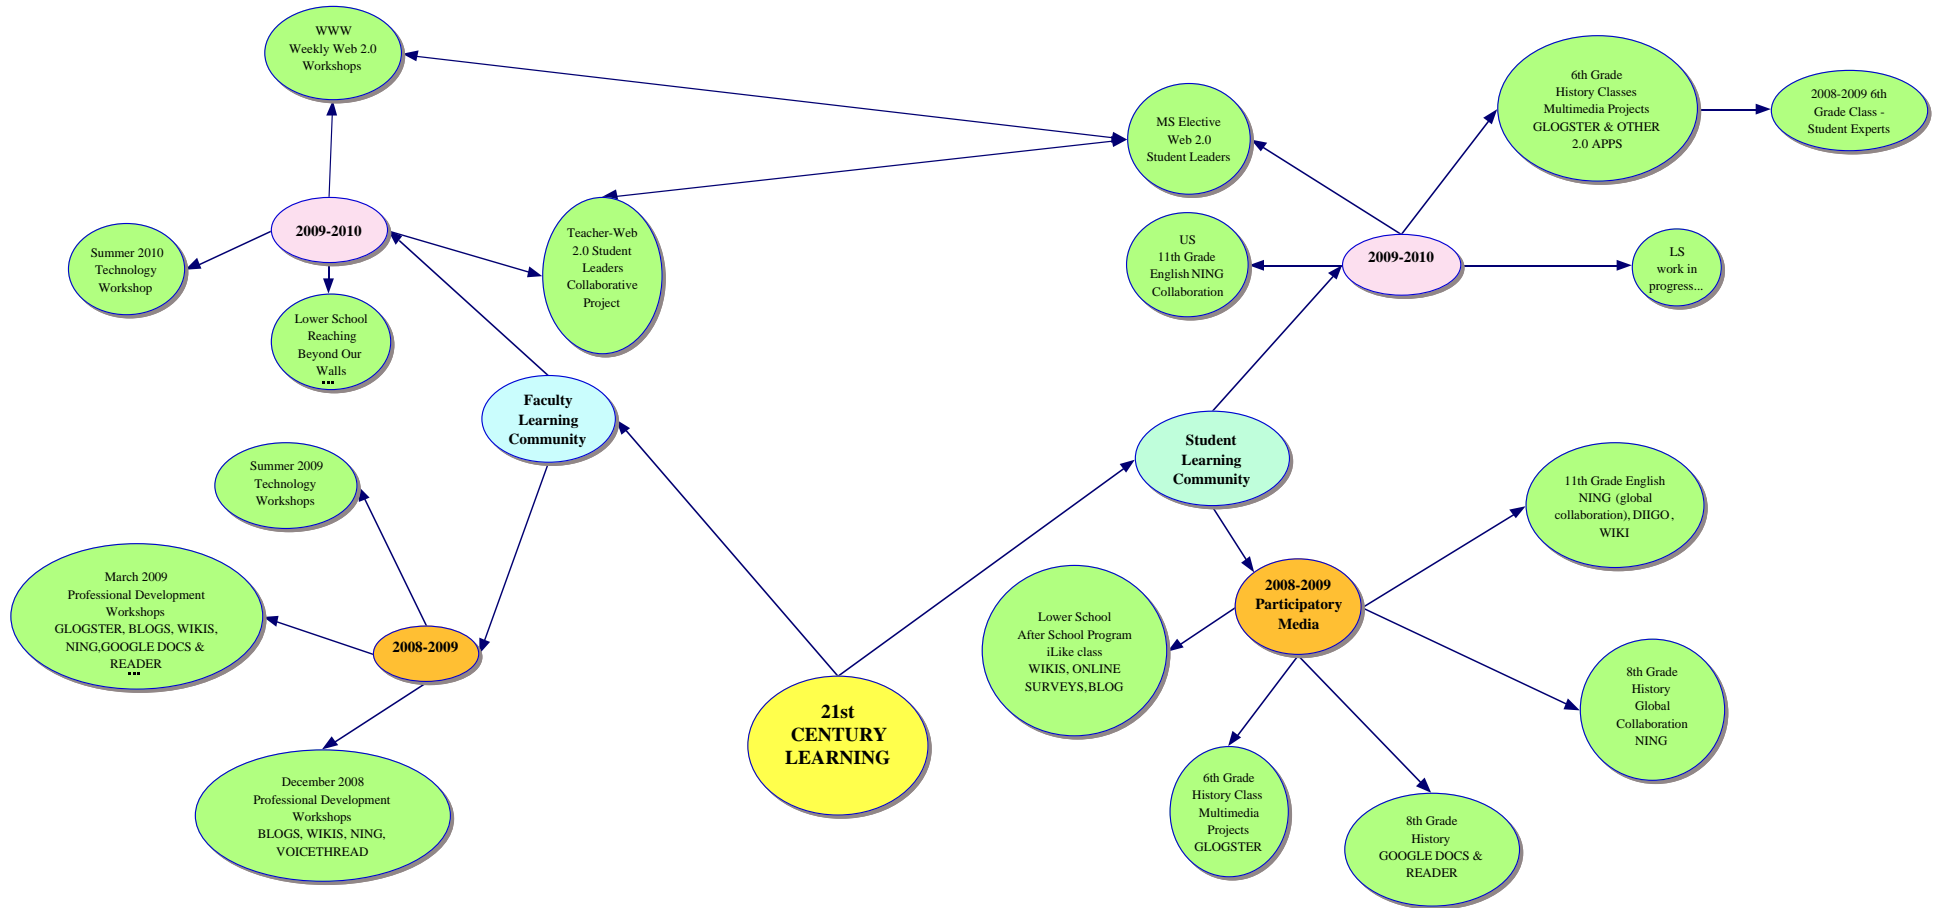 WWW
Weekly Web 2.0
Workshops
6th Grade
History Classes
Multimedia Projects
GLOGSTER & OTHER
2.0 APPS
2008-2009 6th
Grade Class -
Student Experts
MS Elective
Web 2.0
Student Leaders
2009-2010
Summer 2010
Technology
Workshop
Teacher-Web
2.0 Student
Leaders
Collaborative
Project
US
11th Grade
English NING
Collaboration
2009-2010
LS
work in
progress...
Lower School
Reaching
Beyond Our
Walls
...
Faculty
Learning
Community
Student
Learning
Community
Summer 2009
Technology
Workshops
11th Grade English
NING (global
collaboration), DIIGO,
WIKI
March 2009
Professional Development
Workshops
GLOGSTER, BLOGS, WIKIS,
NING,GOOGLE DOCS &
READER
...
2008-2009
2008-2009
Participatory
Media
Lower School
After School Program
iLike class
WIKIS, ONLINE
SURVEYS,BLOG
8th Grade
History
Global
Collaboration
NING
21st
CENTURY
LEARNING
December 2008
Professional Development
Workshops
BLOGS, WIKIS, NING,
VOICETHREAD
6th Grade
History Class
Multimedia
Projects
GLOGSTER
8th Grade
History
GOOGLE DOCS &
READER